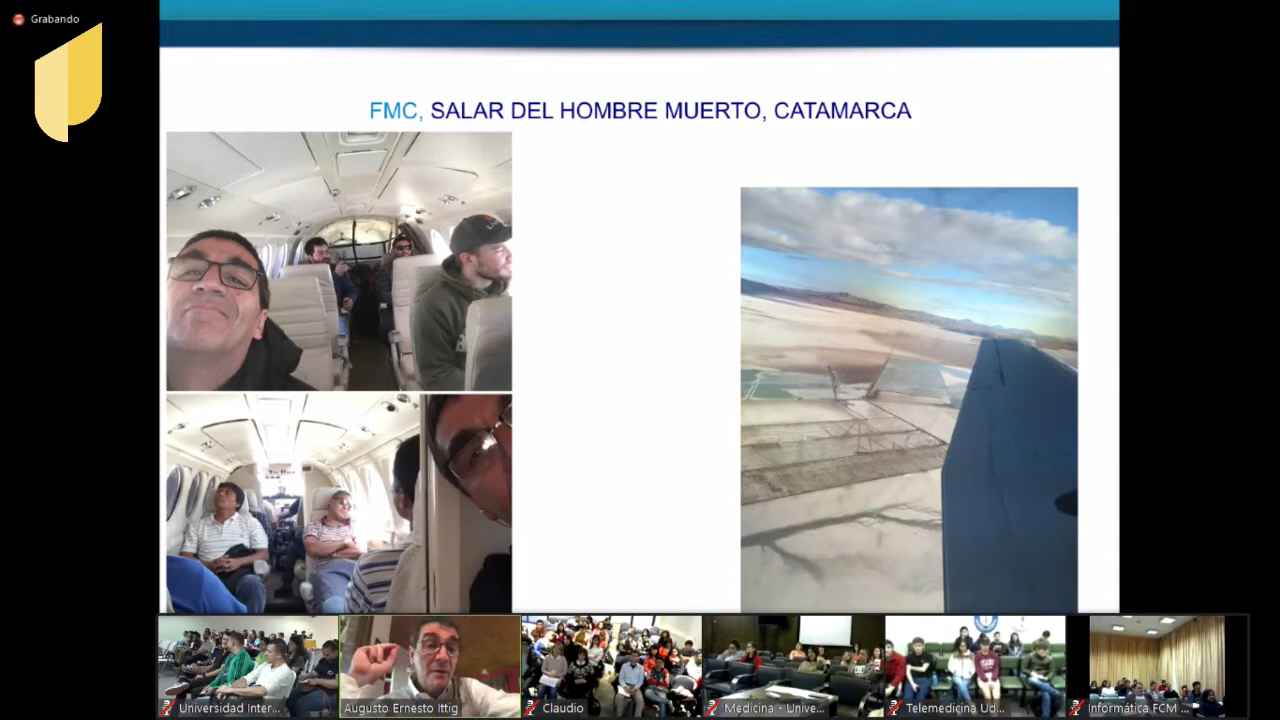 Grabando
FMC, SALAR DEL HOMBRE MUERTO, CATAMARCA
Universidad Inter...
Augusto Ernesto Ittig
Claudio
Medicina - Unive...
Telemedicina Ud...
Informática FCM ...